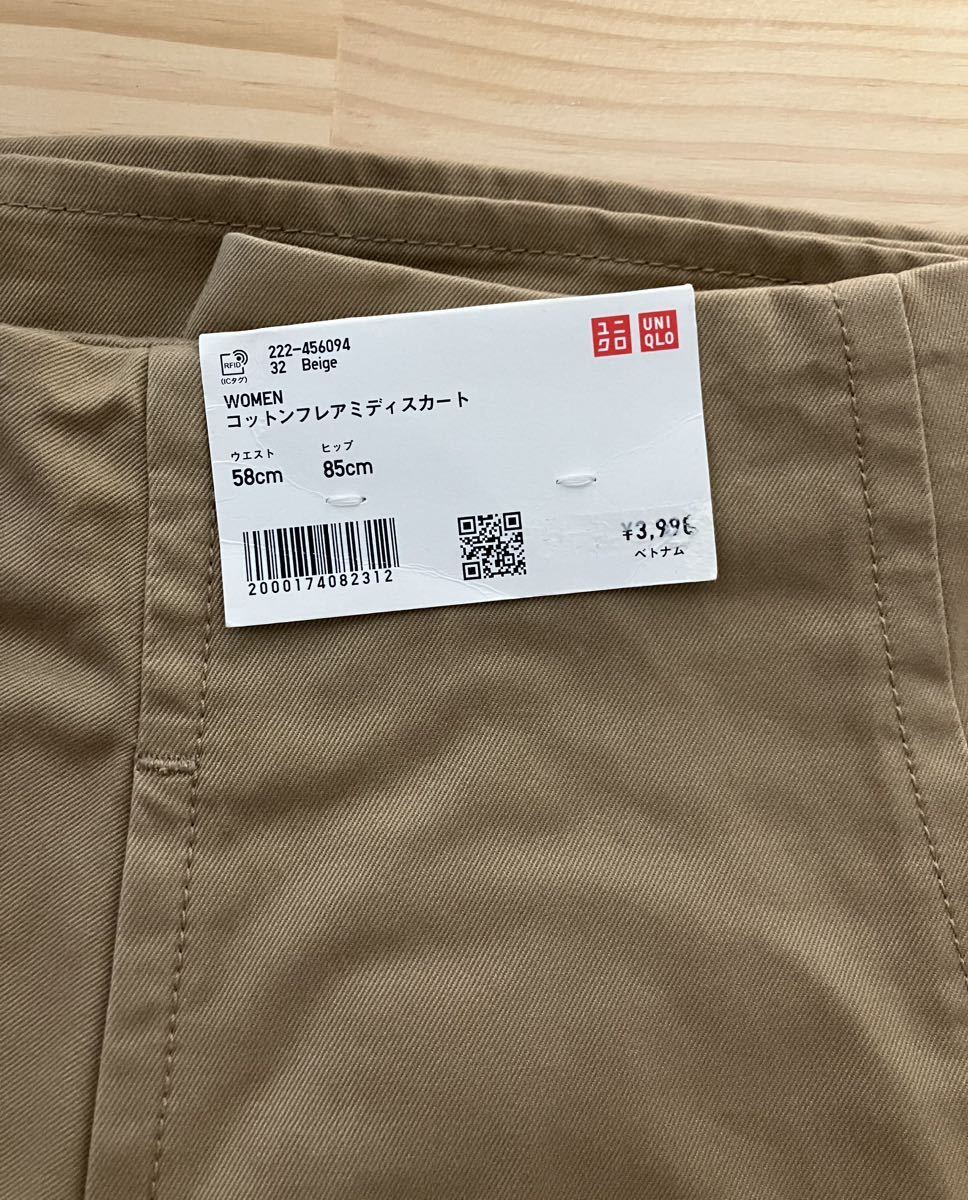 RFID
(ICタグ)
222-456094
32 Beige
ユニ
クロ
UNI
QLO
WOMEN
コットンフレアミディスカート
ウエスト
ヒップ
58cm
85cm
2000174082312
ベトナム